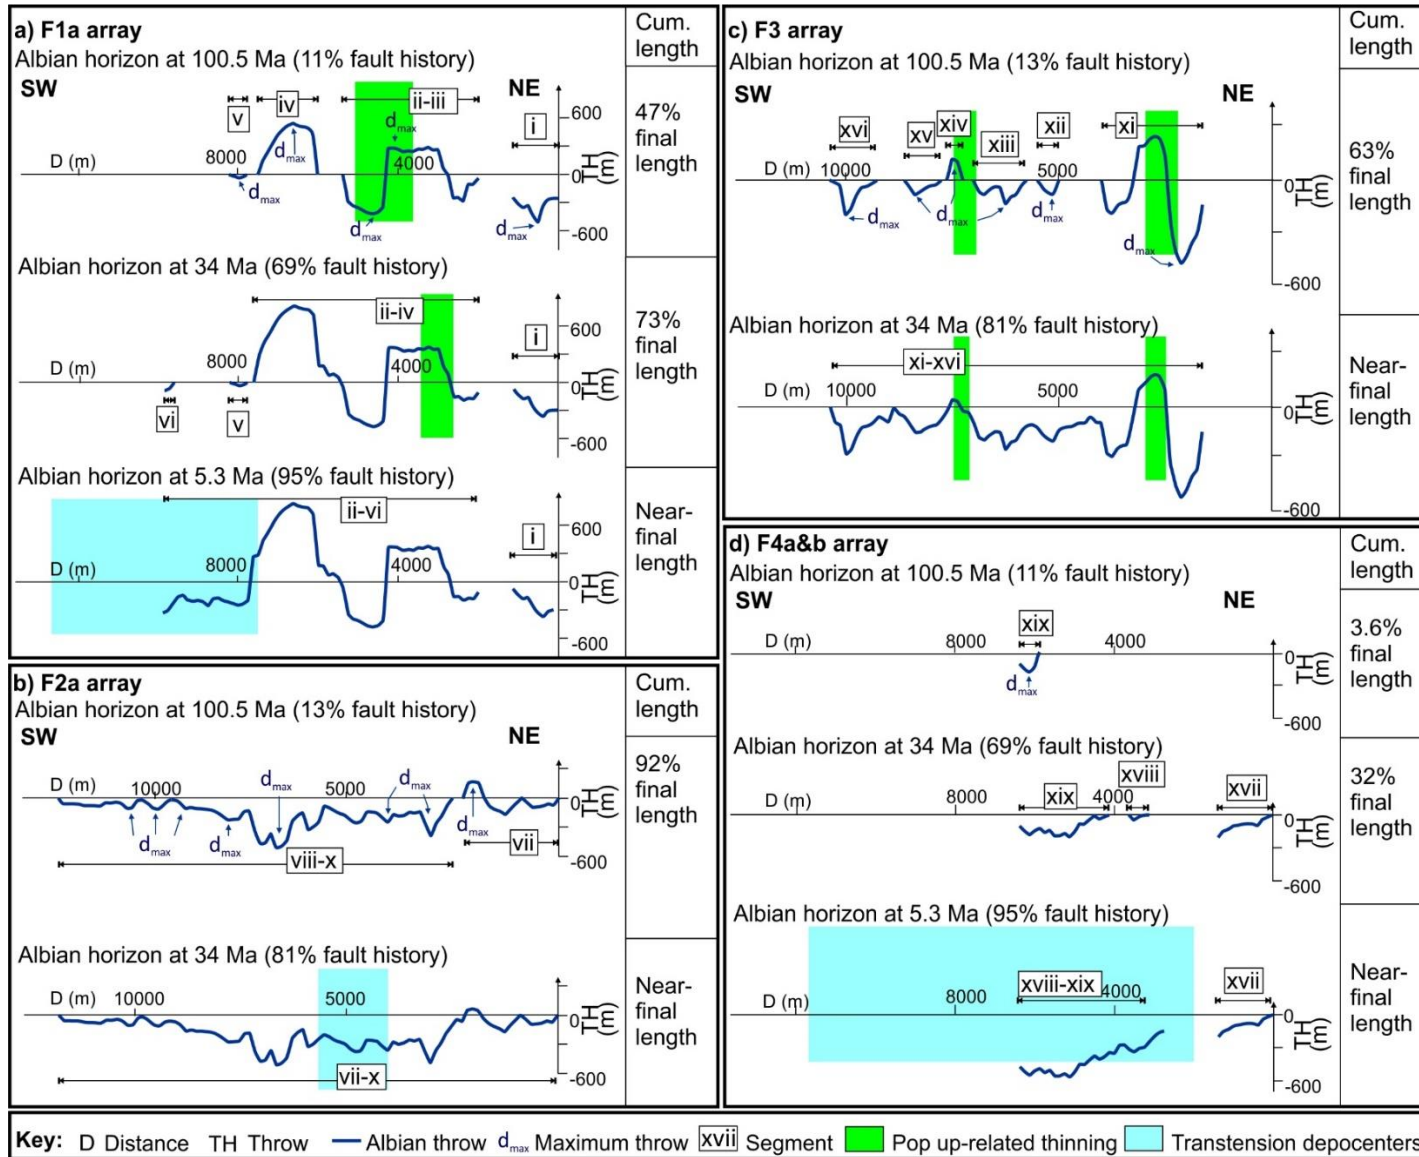 a) F1a array
Cum.
length
Albian horizon at 100.5 Ma (11% fault history)
SW
NE
v
iv
ii-iii
i
600
47%
final
length
D (m)
8000
4000
dmax
dmax
dmax
dmax
dmax
0
TH
(m)
-600
Albian horizon at 34 Ma (69% fault history)
ii-iv
i
600
73%
final
length
D (m)
8000
4000
0
TH
(m)
vi
v
-600
Albian horizon at 5.3 Ma (95% fault history)
ii-vi
i
600
Near-
final
length
D (m)
8000
4000
0
TH
(m)
-600
b) F2a array
Cum.
length
Albian horizon at 100.5 Ma (13% fault history)
SW
NE
92%
final
length
D (m)
10000
5000
dmax
dmax
dmax
dmax
dmax
0
TH
(m)
vii
viii-x
-600
Albian horizon at 34 Ma (81% fault history)
Near-
final
length
D (m)
10000
5000
0
TH
(m)
vii-x
-600
c) F3 array
Cum.
length
Albian horizon at 100.5 Ma (13% fault history)
SW
NE
xvi
xv
xiv
xiii
xii
xi
63%
final
length
D (m)
10000
5000
dmax
dmax
dmax
dmax
0
TH
(m)
-600
Albian horizon at 34 Ma (81% fault history)
xi-xvi
Near-
final
length
D (m)
10000
5000
0
TH
(m)
-600
d) F4a&b array
Cum.
length
Albian horizon at 100.5 Ma (11% fault history)
SW
NE
xix
3.6%
final
length
D (m)
8000
4000
dmax
0
TH
(m)
-600
Albian horizon at 34 Ma (69% fault history)
xix
xviii
xvii
32%
final
length
D (m)
8000
4000
0
TH
(m)
-600
Albian horizon at 5.3 Ma (95% fault history)
xviii-xix
xvii
Near-
final
length
D (m)
8000
4000
0
TH
(m)
-600
Key: D Distance TH Throw Albian throw dmax Maximum throw xvii Segment Pop up-related thinning Transtension depocenters